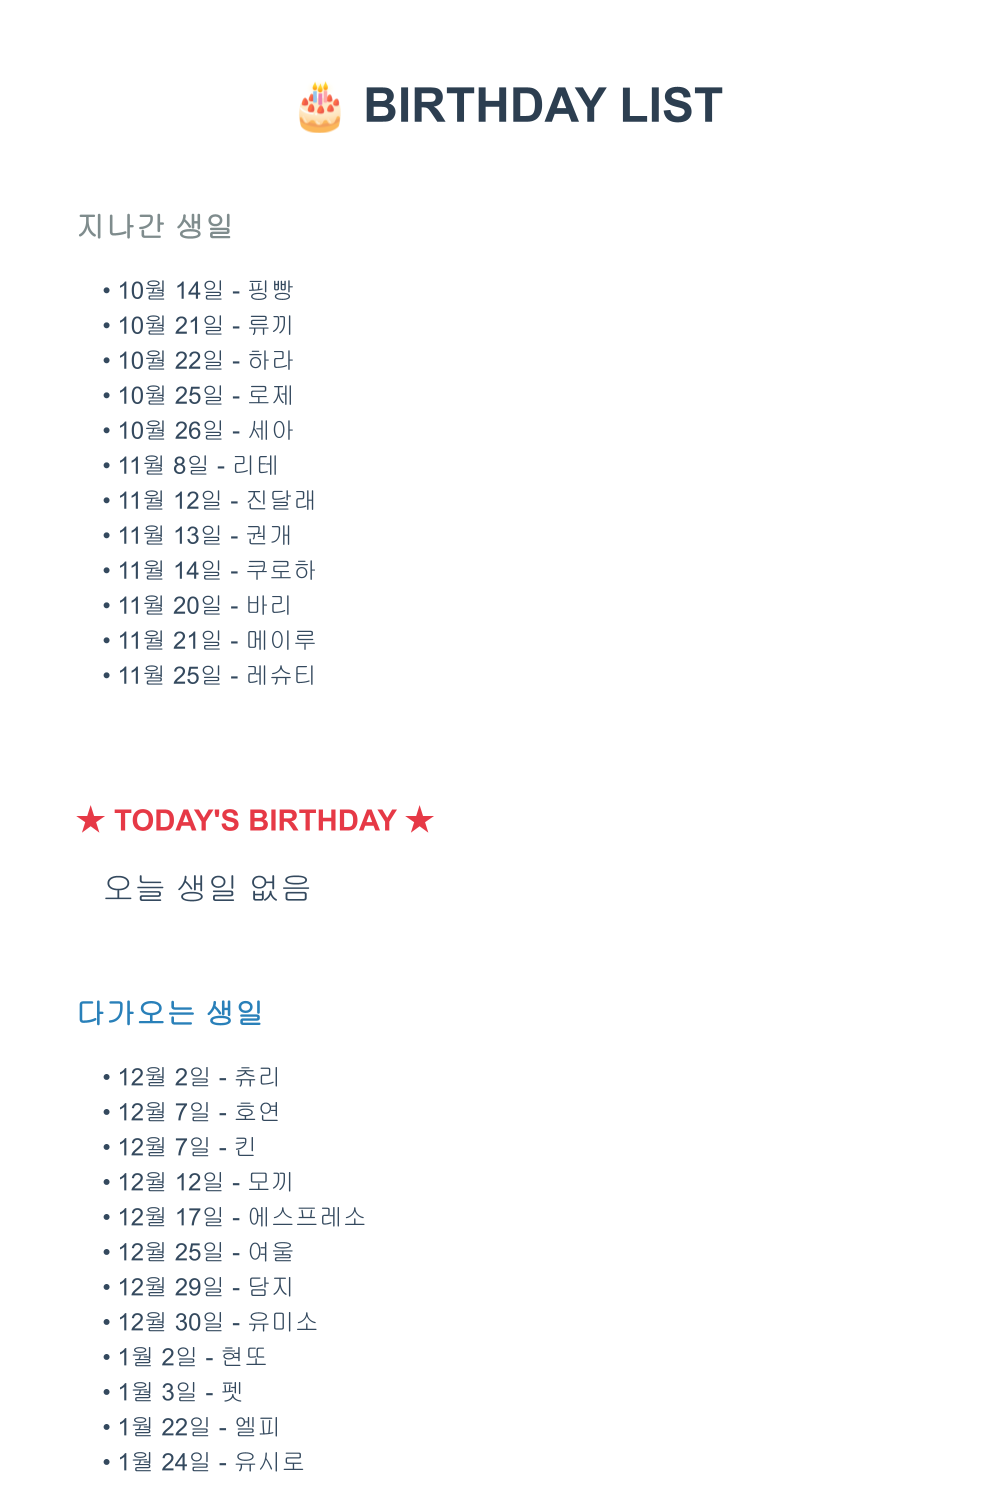 🎂 BIRTHDAY LIST
지나간 생일
• 10월 14일 - 핑빵
• 10월 21일 - 류끼
• 10월 22일 - 하라
• 10월 25일 - 로제
• 10월 26일 - 세아
• 11월 8일 - 리테
• 11월 12일 - 진달래
• 11월 13일 - 권개
• 11월 14일 - 쿠로하
• 11월 20일 - 바리
• 11월 21일 - 메이루
• 11월 25일 - 레슈티
★ TODAY'S BIRTHDAY ★
오늘 생일 없음
다가오는 생일
• 12월 2일 - 츄리
• 12월 7일 - 호연
• 12월 7일 - 킨
• 12월 12일 - 모끼
• 12월 17일 - 에스프레소
• 12월 25일 - 여울
• 12월 29일 - 담지
• 12월 30일 - 유미소
• 1월 2일 - 현또
• 1월 3일 - 펫
• 1월 22일 - 엘피
• 1월 24일 - 유시로